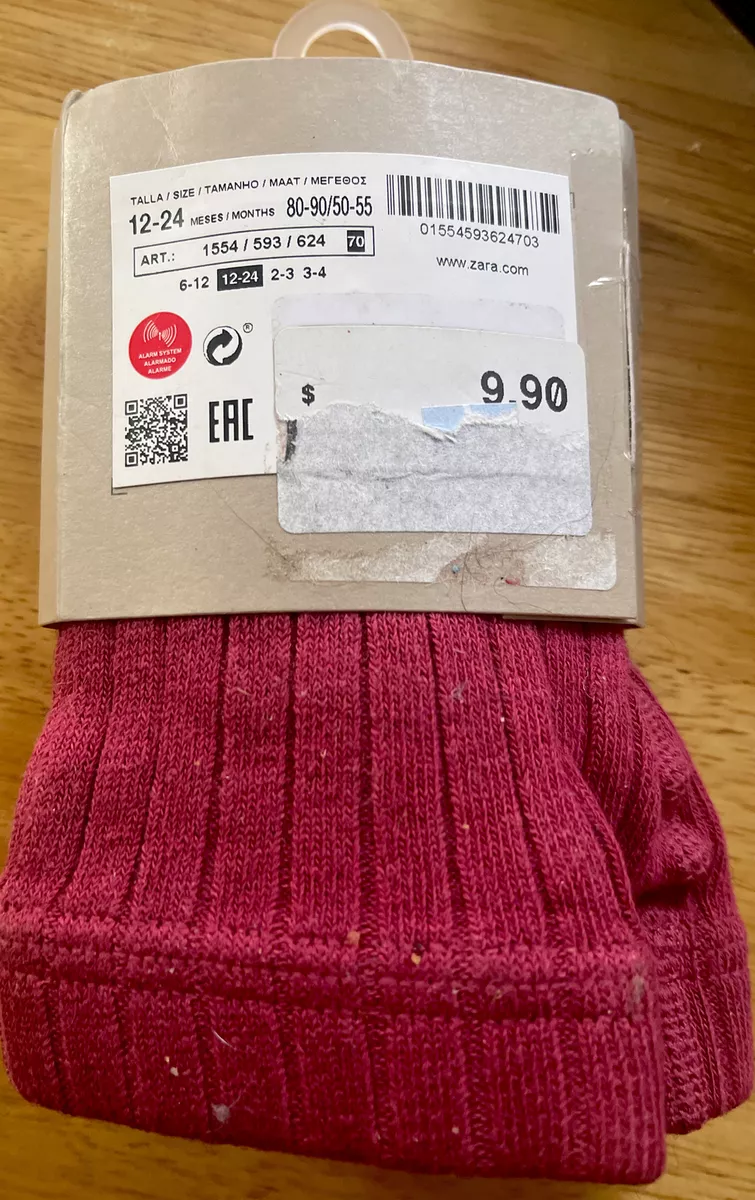 TALLA / SIZE / TAMANHO / MAAT / ΜΕΓΕΘΟΣ
12-24 MESES / MONTHS 80-90/50-55
ART.: 1554 / 593 / 624 70
6-12 12-24 2-3 3-4
01554593624703
www.zara.com
ALARM SYSTEM
ALARMADO
ALARME
®
EAC
$ 9.90